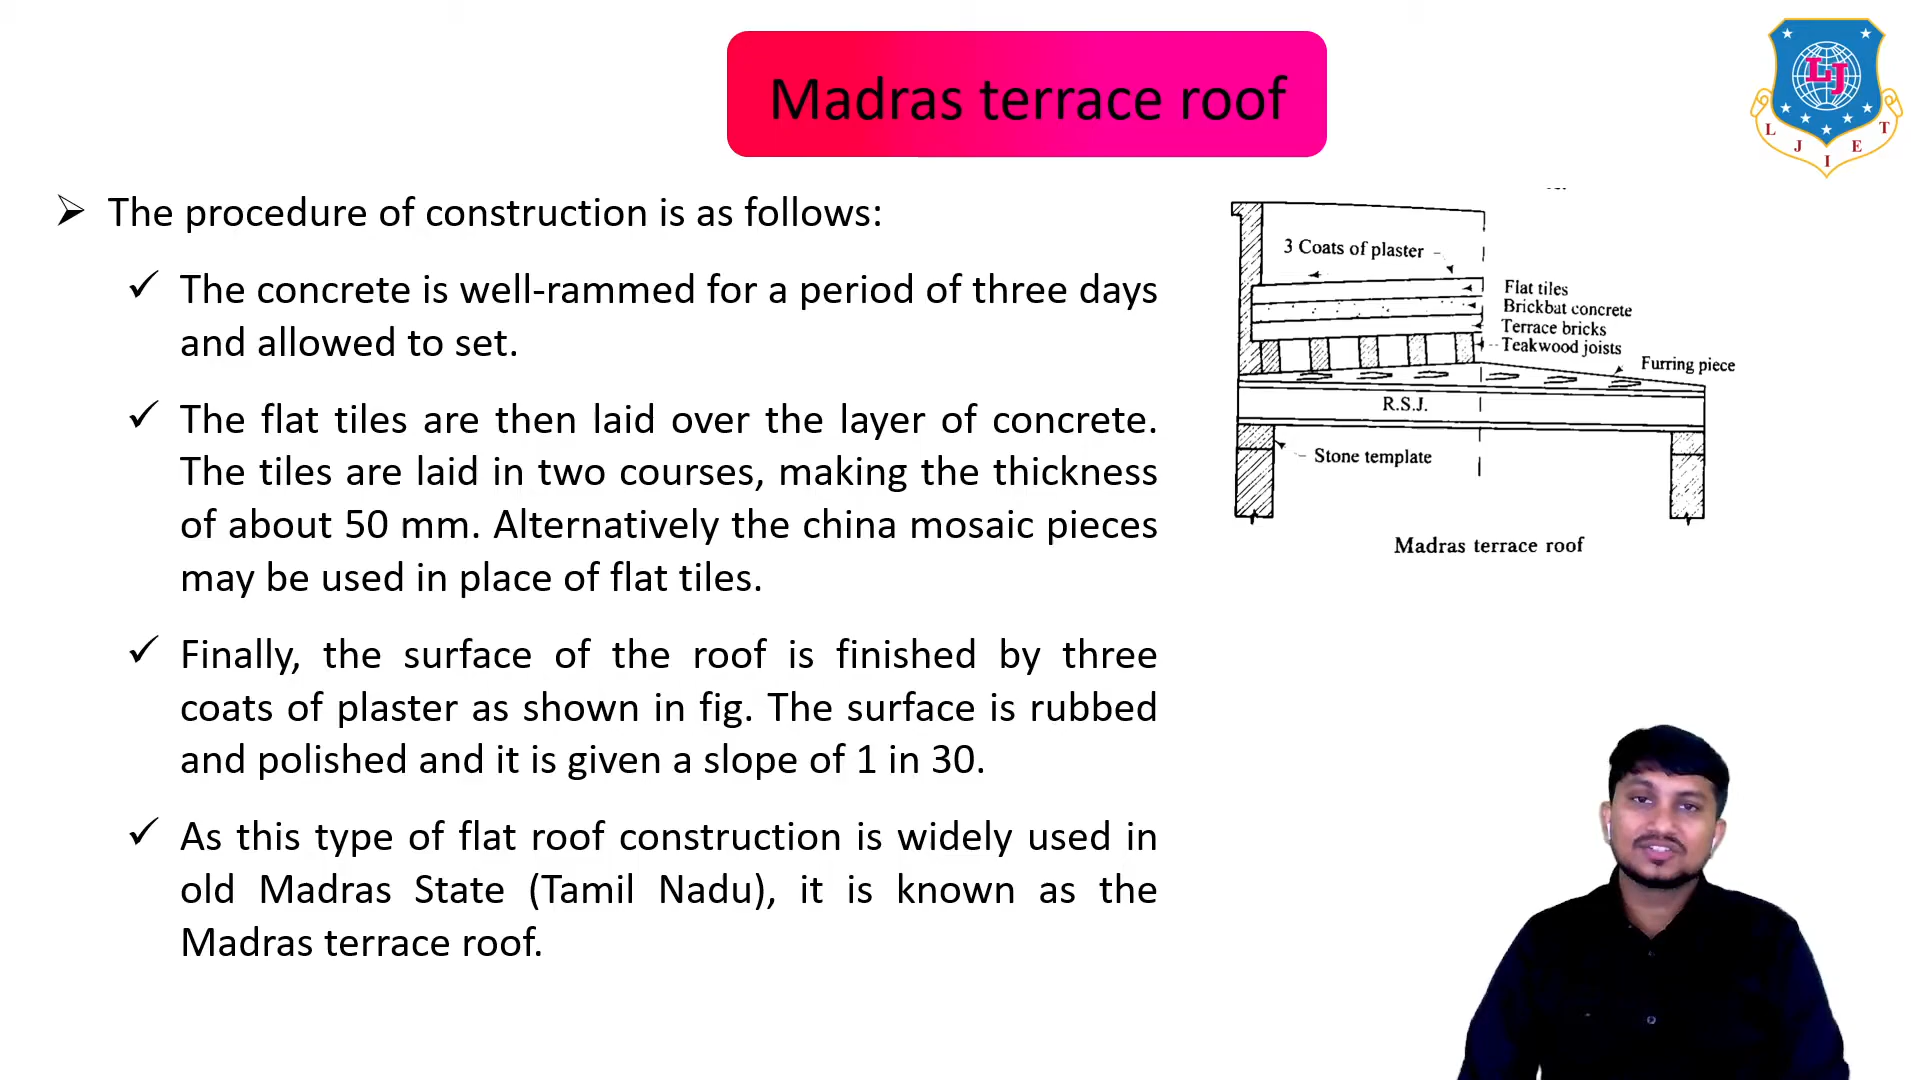 Madras terrace roof
LJ
L
J
I
E
T
➢ The procedure of construction is as follows:
✓ The concrete is well-rammed for a period of three days
and allowed to set.
✓ The flat tiles are then laid over the layer of concrete.
The tiles are laid in two courses, making the thickness
of about 50 mm. Alternatively the china mosaic pieces
may be used in place of flat tiles.
✓ Finally, the surface of the roof is finished by three
coats of plaster as shown in fig. The surface is rubbed
and polished and it is given a slope of 1 in 30.
✓ As this type of flat roof construction is widely used in
old Madras State (Tamil Nadu), it is known as the
Madras terrace roof.
3 Coats of plaster
Flat tiles
Brickbat concrete
Terrace bricks
Teakwood joists
Furring piece
R.S.J.
Stone template
Madras terrace roof